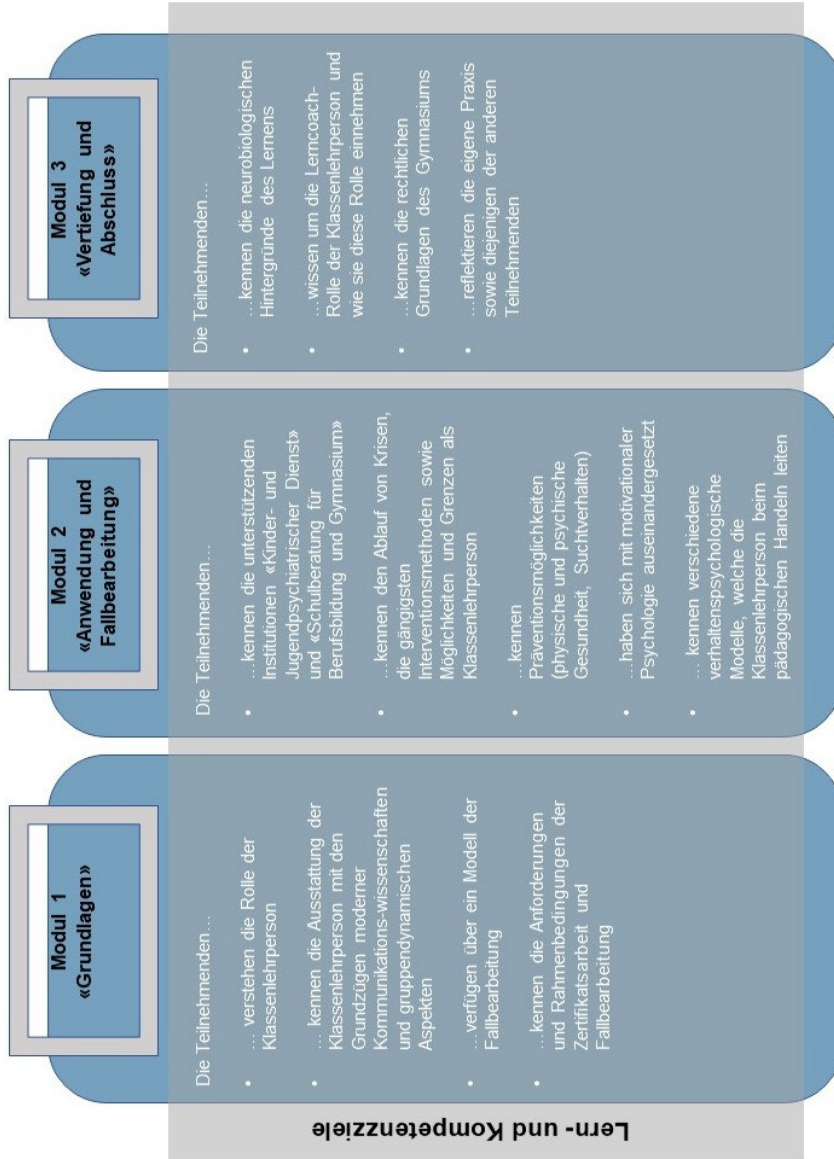 Lern- und Kompetenzziele
Modul 1
«Grundlagen»
Die Teilnehmenden…
• … verstehen die Rolle der
Klassenlehrperson
• … kennen die Ausstattung der
Klassenlehrperson mit den
Grundzügen moderner
Kommunikations-wissenschaften
und gruppendynamischen
Aspekten
• …verfügen über ein Modell der
Fallbearbeitung
• …kennen die Anforderungen
und Rahmenbedingungen der
Zertifikatsarbeit und
Fallbearbeitung
Modul 2
«Anwendung und
Fallbearbeitung»
Die Teilnehmenden…
• …kennen die unterstützenden
Institutionen «Kinder- und
Jugendpsychiatrischer Dienst»
und «Schulberatung für
Berufsbildung und Gymnasium»
• …kennen den Ablauf von Krisen,
die gängigsten
Interventionsmethoden sowie
Möglichkeiten und Grenzen als
Klassenlehrperson
• …kennen
Präventionsmöglichkeiten
(physische und psychische
Gesundheit, Suchtverhalten)
• …haben sich mit motivationaler
Psychologie auseinandergesetzt
• … kennen verschiedene
verhaltenspsychologische
Modelle, welche die
Klassenlehrperson beim
pädagogischen Handeln leiten
Modul 3
«Vertiefung und
Abschluss»
Die Teilnehmenden…
• …kennen die neurobiologischen
Hintergründe des Lernens
• …wissen um die Lerncoach-
Rolle der Klassenlehrperson und
wie sie diese Rolle einnehmen
• …kennen die rechtlichen
Grundlagen des Gymnasiums
• …reflektieren die eigene Praxis
sowie diejenigen der anderen
Teilnehmenden